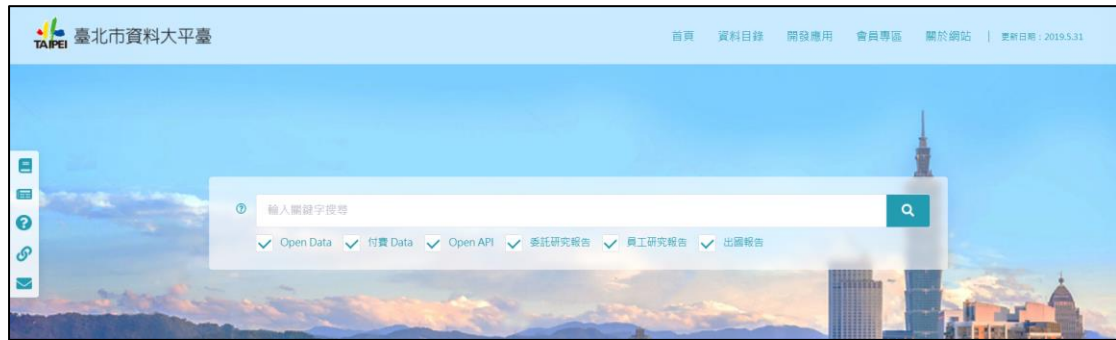 TAIPEI 臺北市資料大平臺 首頁 資料目錄 開發應用 會員專區 關於網站 | 更新日期：2019.5.31
輸入關鍵字搜尋
Open Data 付費 Data Open API 委託研究報告 員工研究報告 出國報告